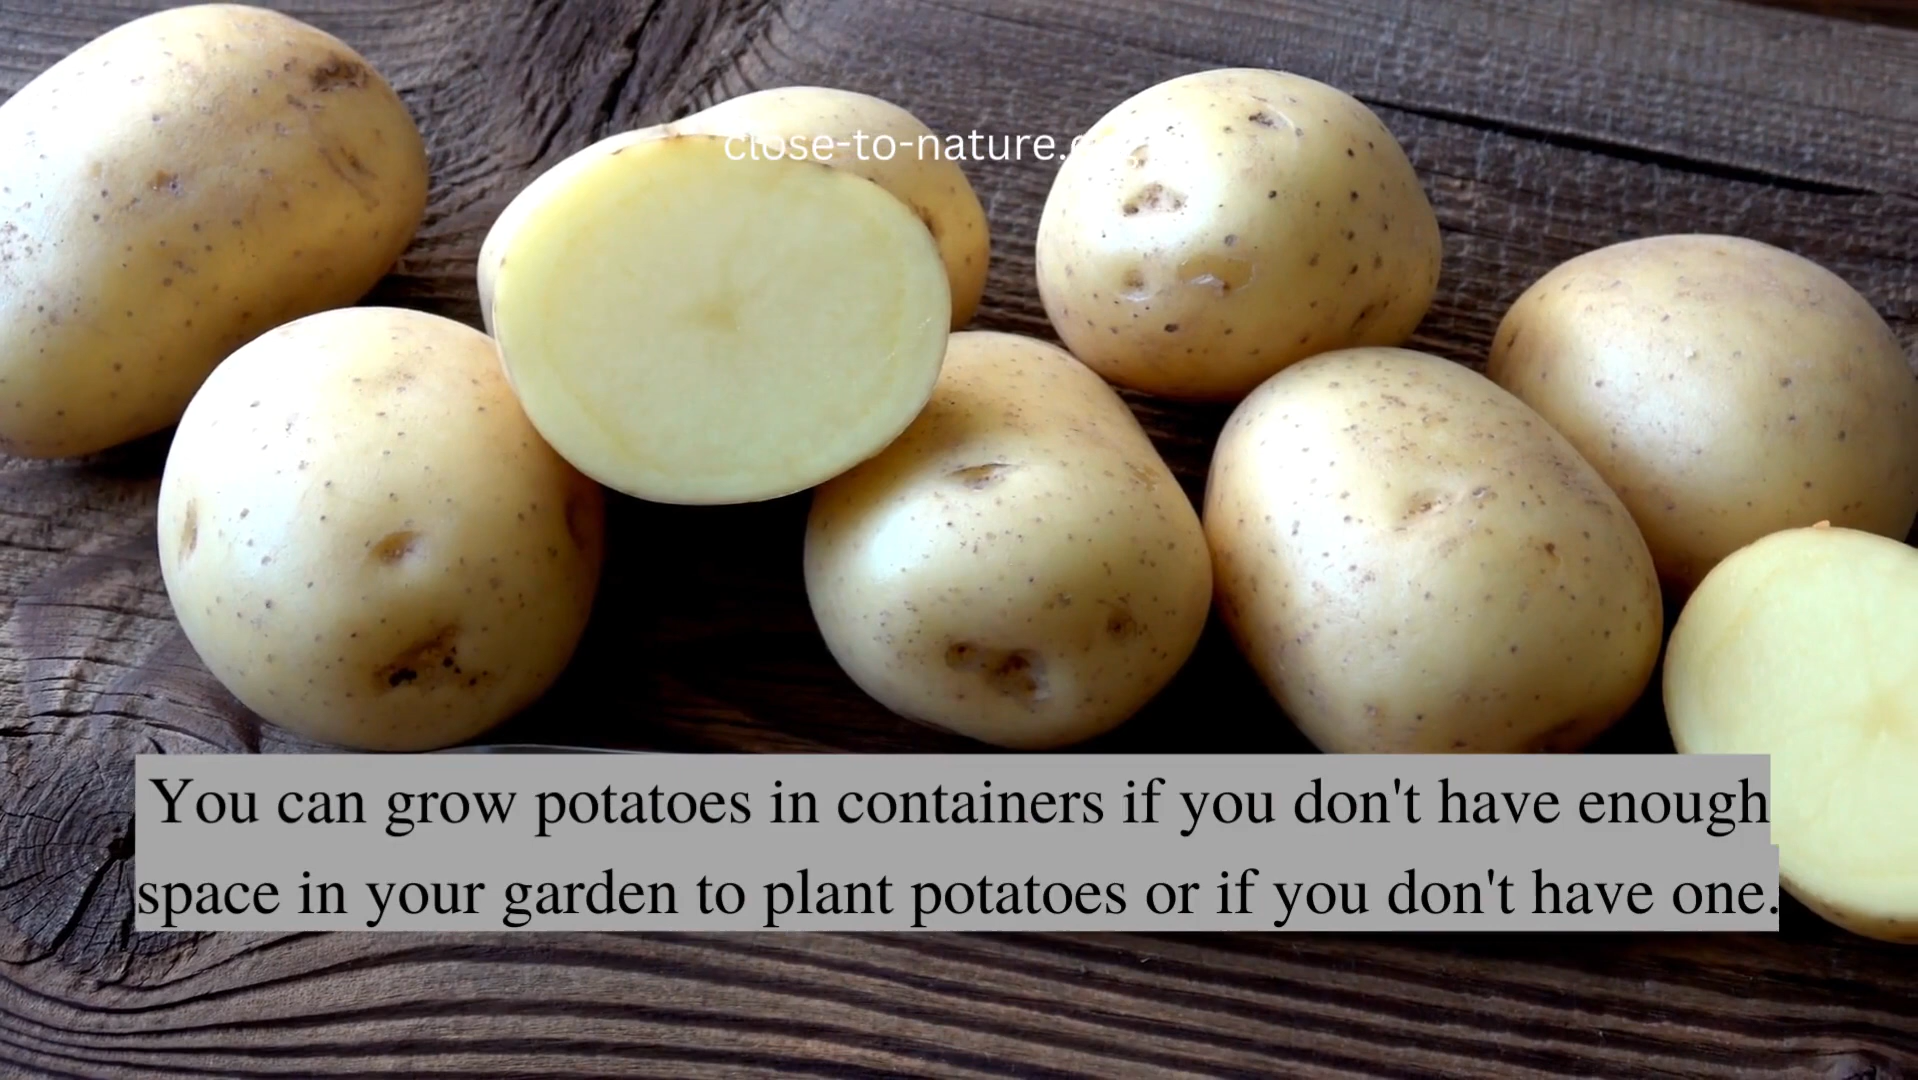 close-to-nature.org
You can grow potatoes in containers if you don't have enough
space in your garden to plant potatoes or if you don't have one.